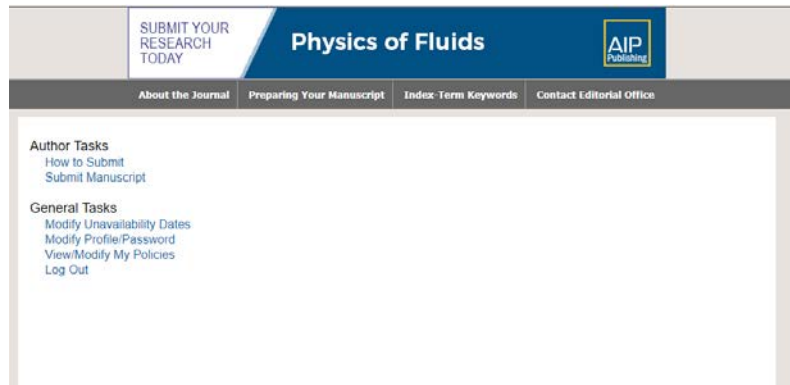 SUBMIT YOUR
RESEARCH
TODAY
Physics of Fluids
AIP
Publishing
About the Journal Preparing Your Manuscript Index-Term Keywords Contact Editorial Office
Author Tasks
How to Submit
Submit Manuscript
General Tasks
Modify Unavailability Dates
Modify Profile/Password
View/Modify My Policies
Log Out